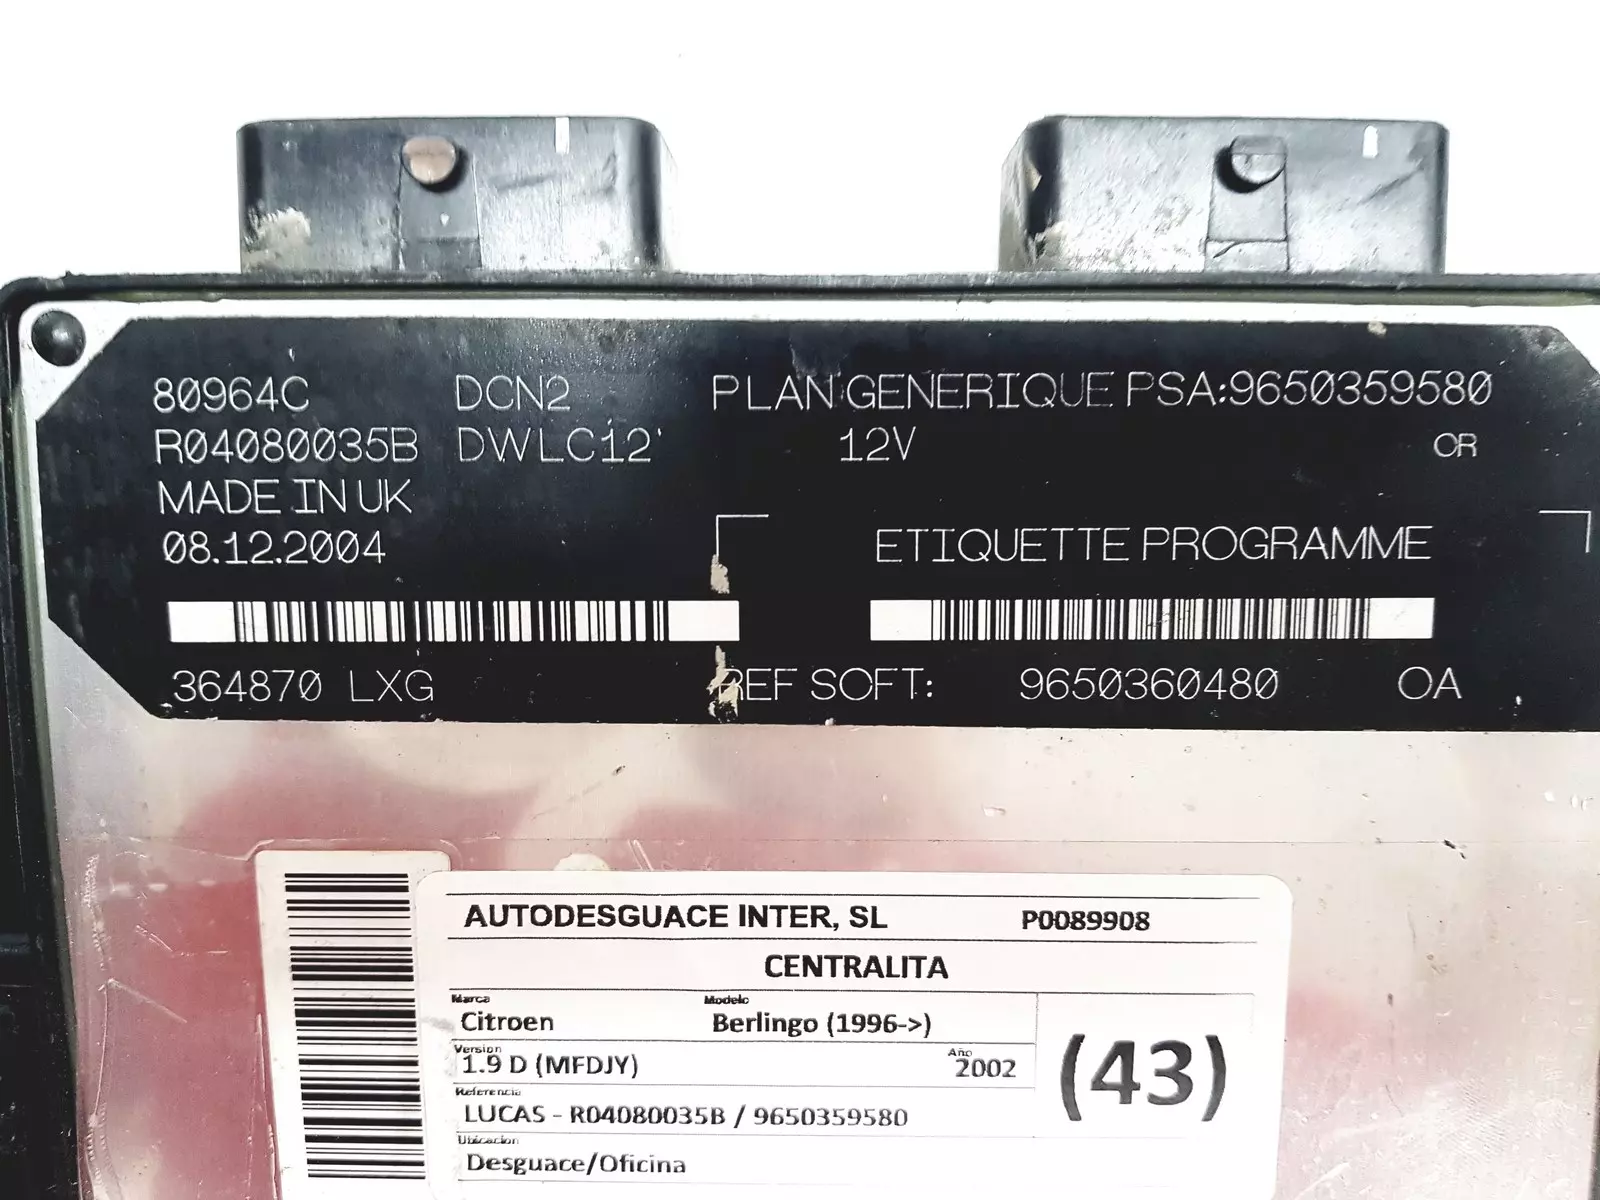 80964C DCN2 PLAN GENERIQUE PSA:9650359580
R04080035B DWLC12 12V OR
MADE IN UK
08.12.2004
ETIQUETTE PROGRAMME
364870 LXG REF SOFT: 9650360480 OA
AUTODESGUACE INTER, SL P0089908
CENTRALITA
Marca Modelo
Citroen Berlingo (1996->)
Version Año
1.9 D (MFDJY) 2002
(43)
Referencia
LUCAS - R04080035B / 9650359580
Ubicacion
Desguace/Oficina